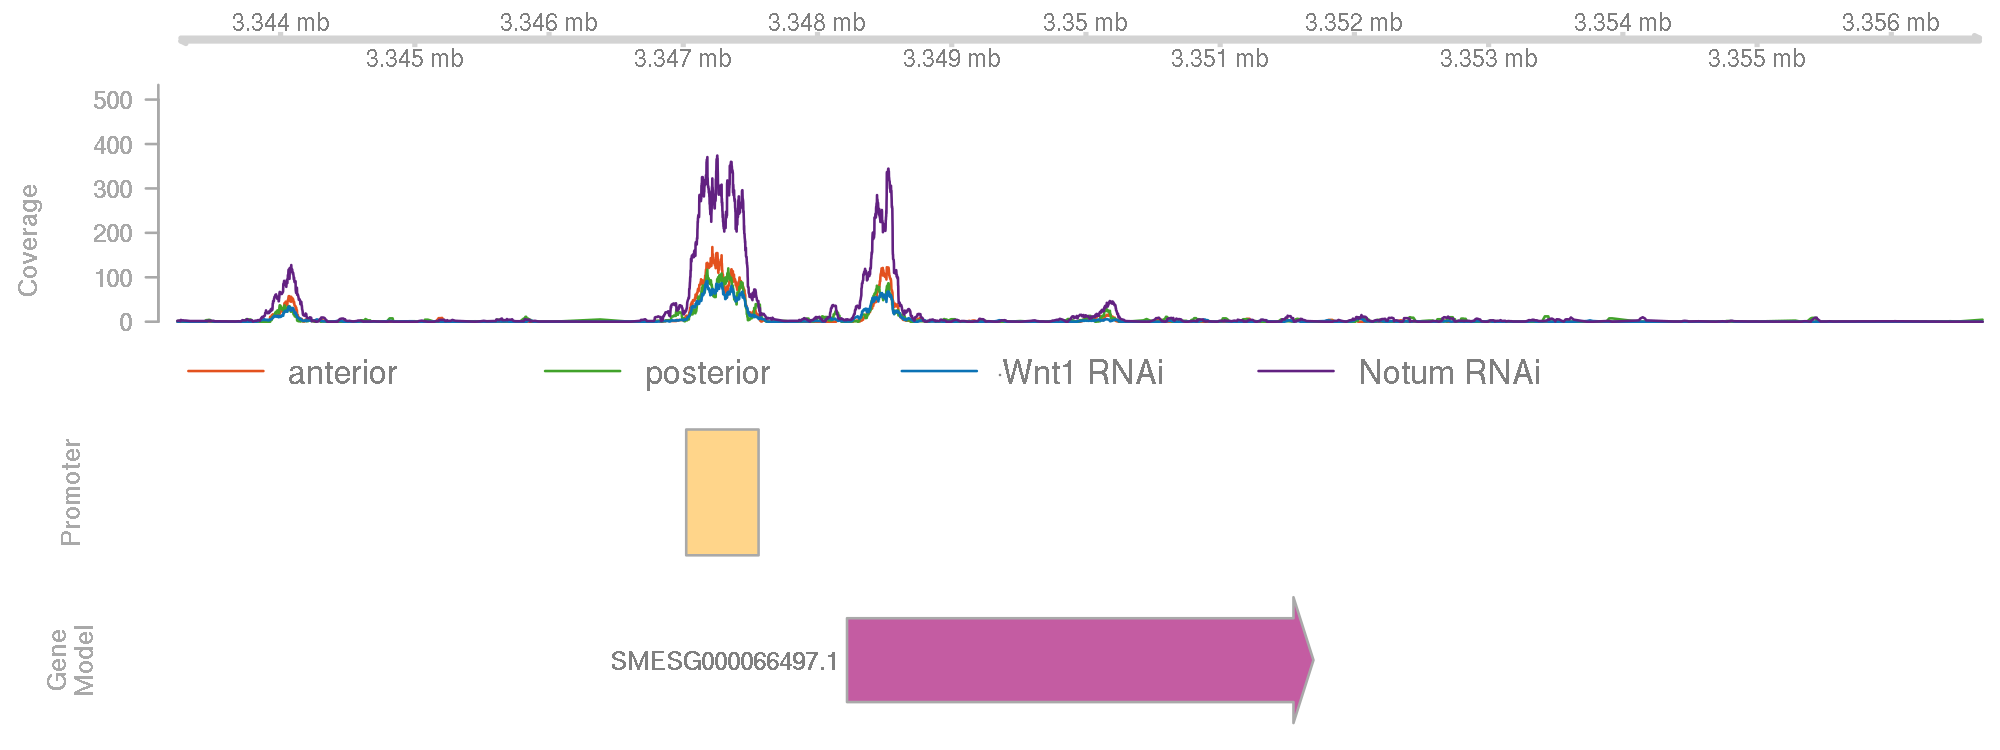 3.344 mb 3.346 mb 3.348 mb 3.35 mb 3.352 mb 3.354 mb 3.356 mb
3.345 mb 3.347 mb 3.349 mb 3.351 mb 3.353 mb 3.355 mb
Coverage
500
400
300
200
100
0
anterior posterior Wnt1 RNAi Notum RNAi
Promoter
Gene
Model
SMESG000066497.1